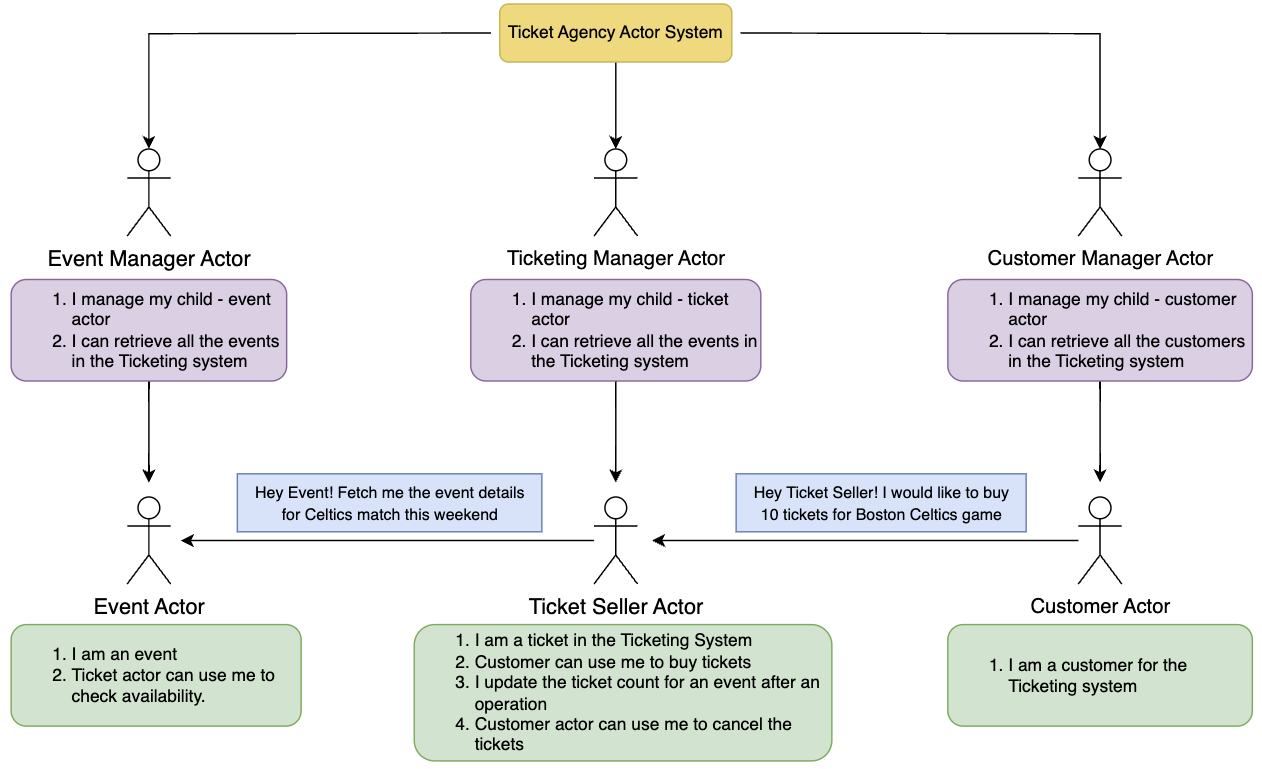 Ticket Agency Actor System
Event Manager Actor
1. I manage my child - event
actor
2. I can retrieve all the events
in the Ticketing system
Ticketing Manager Actor
1. I manage my child - ticket
actor
2. I can retrieve all the events in
the Ticketing system
Customer Manager Actor
1. I manage my child - customer
actor
2. I can retrieve all the customers
in the Ticketing system
Hey Event! Fetch me the event details
for Celtics match this weekend
Hey Ticket Seller! I would like to buy
10 tickets for Boston Celtics game
Event Actor
1. I am an event
2. Ticket actor can use me to
check availability.
Ticket Seller Actor
1. I am a ticket in the Ticketing System
2. Customer can use me to buy tickets
3. I update the ticket count for an event after an
operation
4. Customer actor can use me to cancel the
tickets
Customer Actor
1. I am a customer for the
Ticketing system